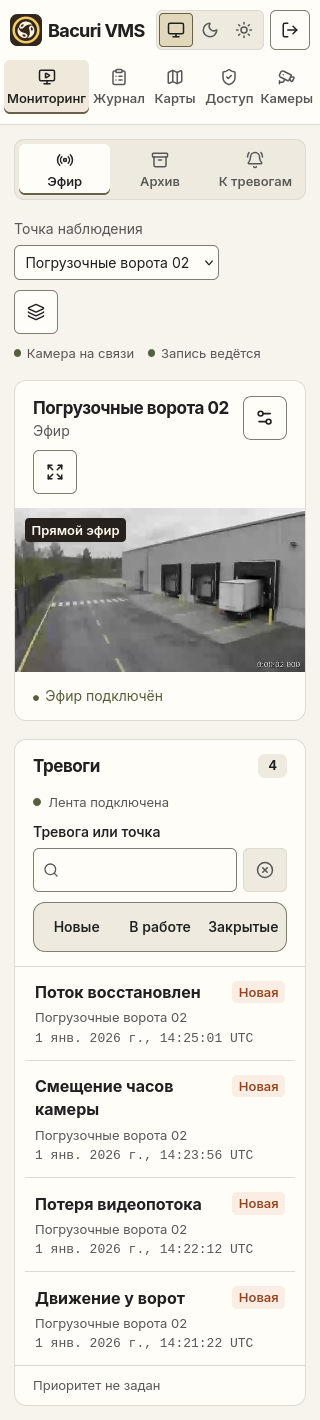 Bacuri VMS
Мониторинг Журнал Карты Доступ Камеры
Эфир Архив К тревогам
Точка наблюдения
Погрузочные ворота 02
Камера на связи Запись ведётся
Погрузочные ворота 02
Эфир
Прямой эфир
Эфир подключён
Тревоги 4
Лента подключена
Тревога или точка
Новые В работе Закрытые
Поток восстановлен Новая
Погрузочные ворота 02
1 янв. 2026 г., 14:25:01 UTC
Смещение часов Новая
камеры
Погрузочные ворота 02
1 янв. 2026 г., 14:23:56 UTC
Потеря видеопотока Новая
Погрузочные ворота 02
1 янв. 2026 г., 14:22:12 UTC
Движение у ворот Новая
Погрузочные ворота 02
1 янв. 2026 г., 14:21:22 UTC
Приоритет не задан